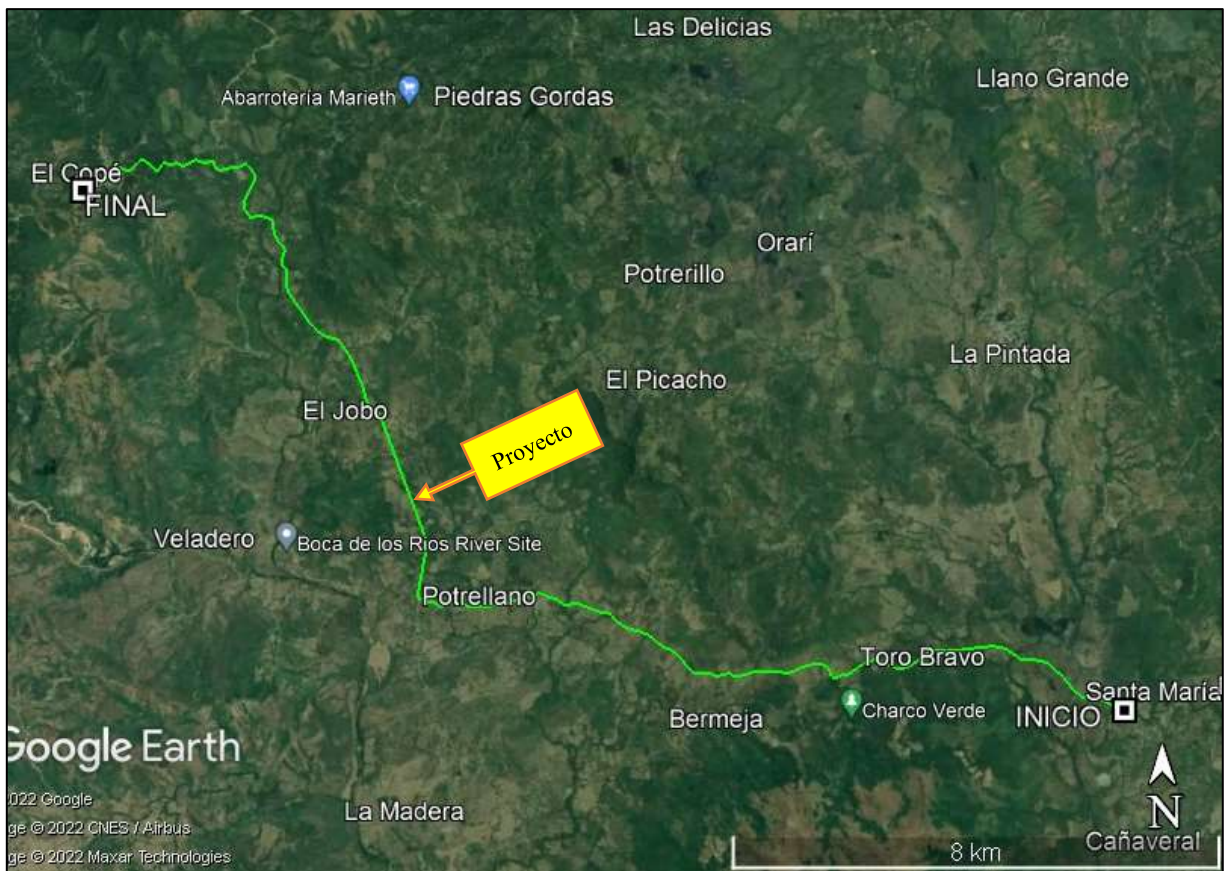 Las Delicias
Llano Grande
Abarrotería Marieth
Piedras Gordas
El Copé
FINAL
Orarí
Potrerillo
La Pintada
El Picacho
El Jobo
Proyecto
Veladero
Boca de los Rios River Site
Potrellano
Toro Bravo
Santa María
Bermeja
Charco Verde
INICIO
Google Earth
N
022 Google
La Madera
ge © 2022 CNES / Airbus
Cañaveral
8 km
ge © 2022 Maxar Technologies